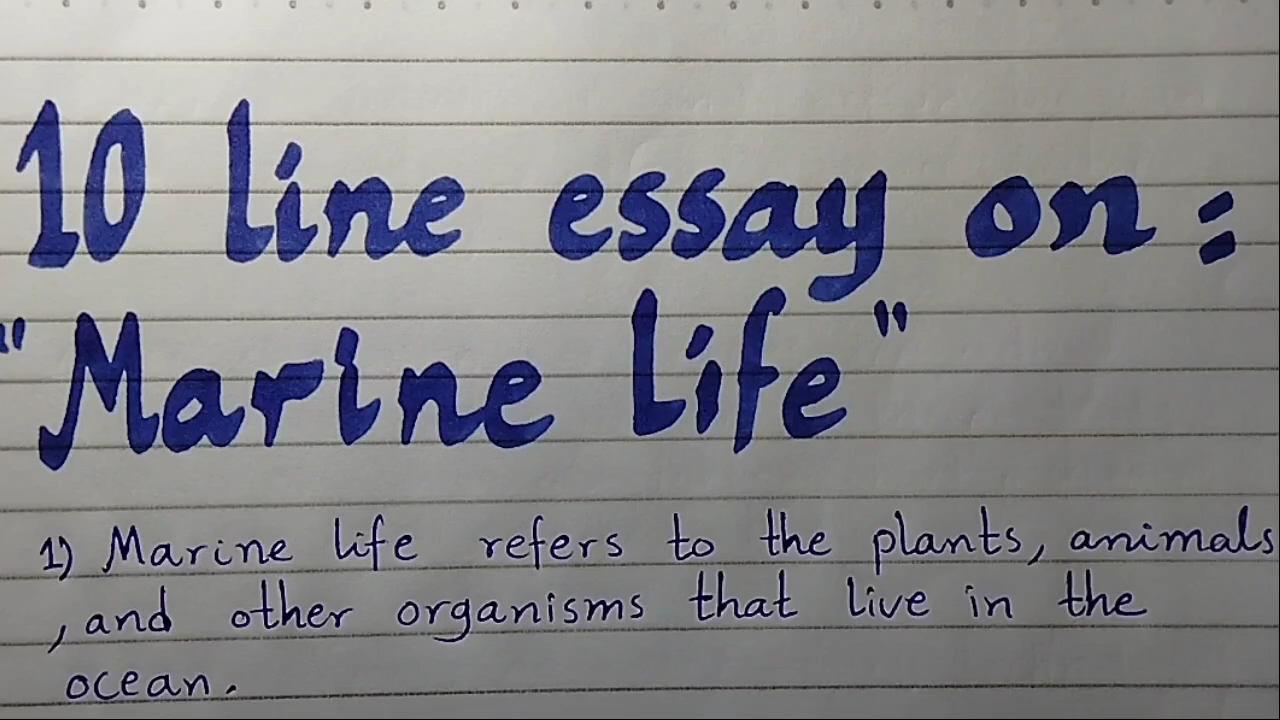 10 line essay on :
"Marine life"
1) Marine life refers to the plants, animals
, and other organisms that live in the
ocean.